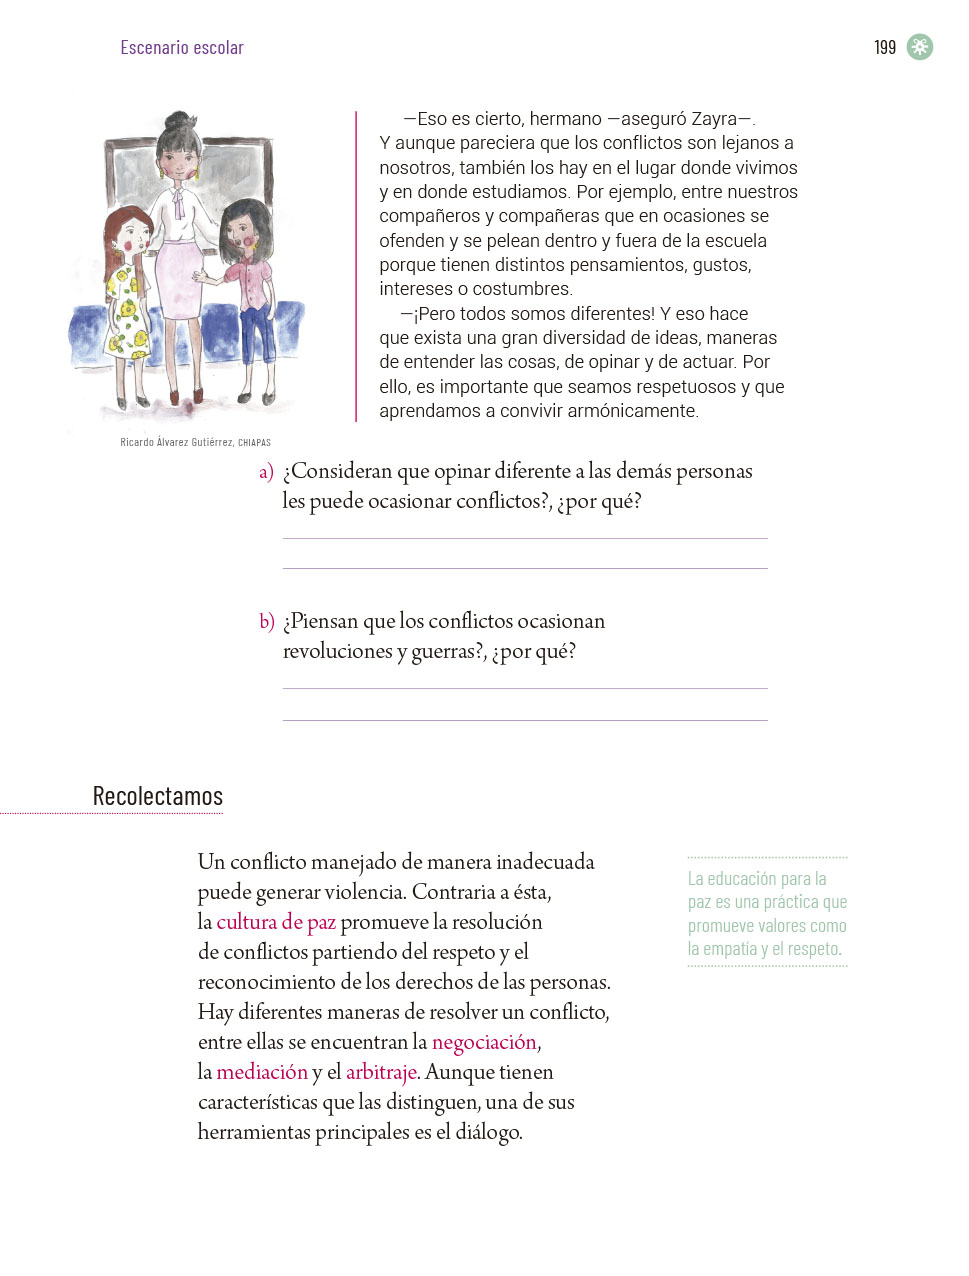 Escenario escolar
199
—Eso es cierto, hermano —aseguró Zayra—.
Y aunque pareciera que los conflictos son lejanos a
nosotros, también los hay en el lugar donde vivimos
y en donde estudiamos. Por ejemplo, entre nuestros
compañeros y compañeras que en ocasiones se
ofenden y se pelean dentro y fuera de la escuela
porque tienen distintos pensamientos, gustos,
intereses o costumbres.
—¡Pero todos somos diferentes! Y eso hace
que exista una gran diversidad de ideas, maneras
de entender las cosas, de opinar y de actuar. Por
ello, es importante que seamos respetuosos y que
aprendamos a convivir armónicamente.
Ricardo Álvarez Gutiérrez, CHIAPAS
a) ¿Consideran que opinar diferente a las demás personas
les puede ocasionar conflictos?, ¿por qué?
b) ¿Piensan que los conflictos ocasionan
revoluciones y guerras?, ¿por qué?
Recolectamos
Un conflicto manejado de manera inadecuada
puede generar violencia. Contraria a ésta,
la cultura de paz promueve la resolución
de conflictos partiendo del respeto y el
reconocimiento de los derechos de las personas.
Hay diferentes maneras de resolver un conflicto,
entre ellas se encuentran la negociación,
la mediación y el arbitraje. Aunque tienen
características que las distinguen, una de sus
herramientas principales es el diálogo.
La educación para la
paz es una práctica que
promueve valores como
la empatía y el respeto.